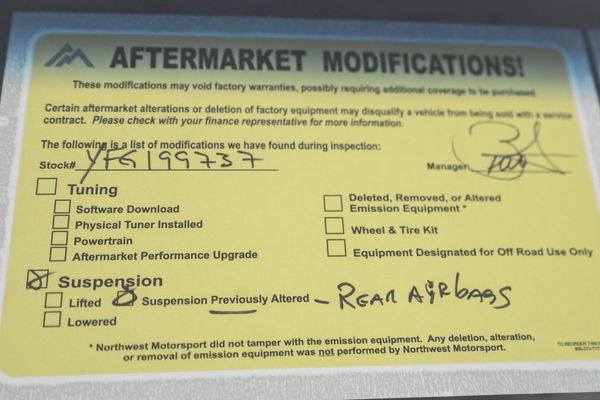 AFTERMARKET MODIFICATIONS!
These modifications may void factory warranties, possibly requiring additional coverage to be purchased.
Certain aftermarket alterations or deletion of factory equipment may disqualify a vehicle from being sold with a service
contract. Please check with your finance representative for more information.
The following is a list of modifications we have found during inspection:
Stock# YFG199737
Manager
Tuning
Software Download
Physical Tuner Installed
Powertrain
Aftermarket Performance Upgrade
Deleted, Removed, or Altered
Emission Equipment *
Wheel & Tire Kit
Equipment Designated for Off Road Use Only
Suspension
Lifted
Suspension Previously Altered - REAR AIRBAGS
Lowered
* Northwest Motorsport did not tamper with the emission equipment. Any deletion, alteration,
or removal of emission equipment was not performed by Northwest Motorsport.
TO REORDER THIS